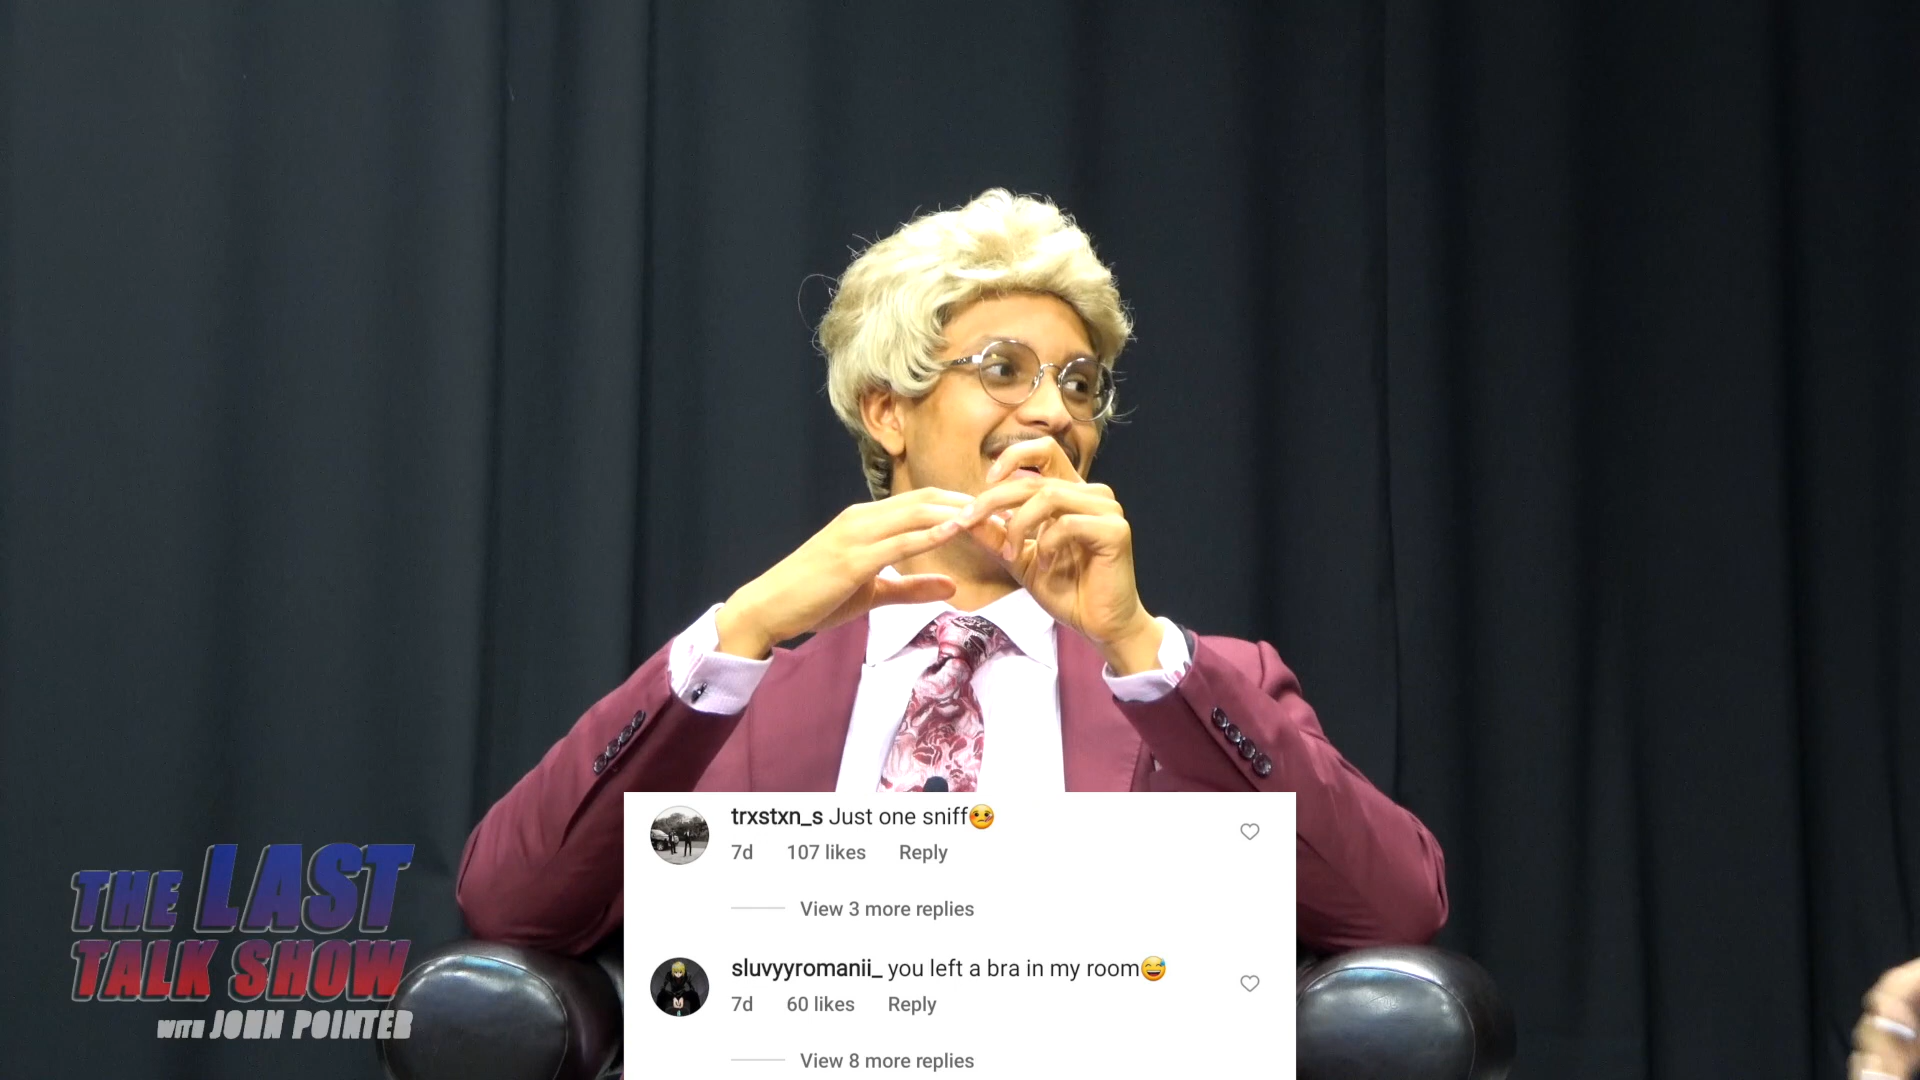 trxstxn_s Just one sniff🤒
7d 107 likes Reply
View 3 more replies
sluvyyromanii_ you left a bra in my room😅
7d 60 likes Reply
View 8 more replies
THE LAST
TALK SHOW
WITH JOHN POINTER